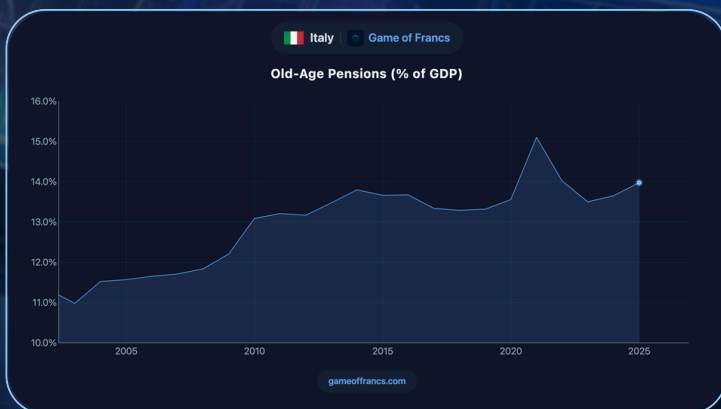 Italy | Game of Francs
Old-Age Pensions (% of GDP)
16.0%
15.0%
14.0%
13.0%
12.0%
11.0%
10.0%
2005 2010 2015 2020 2025
gameoffrancs.com